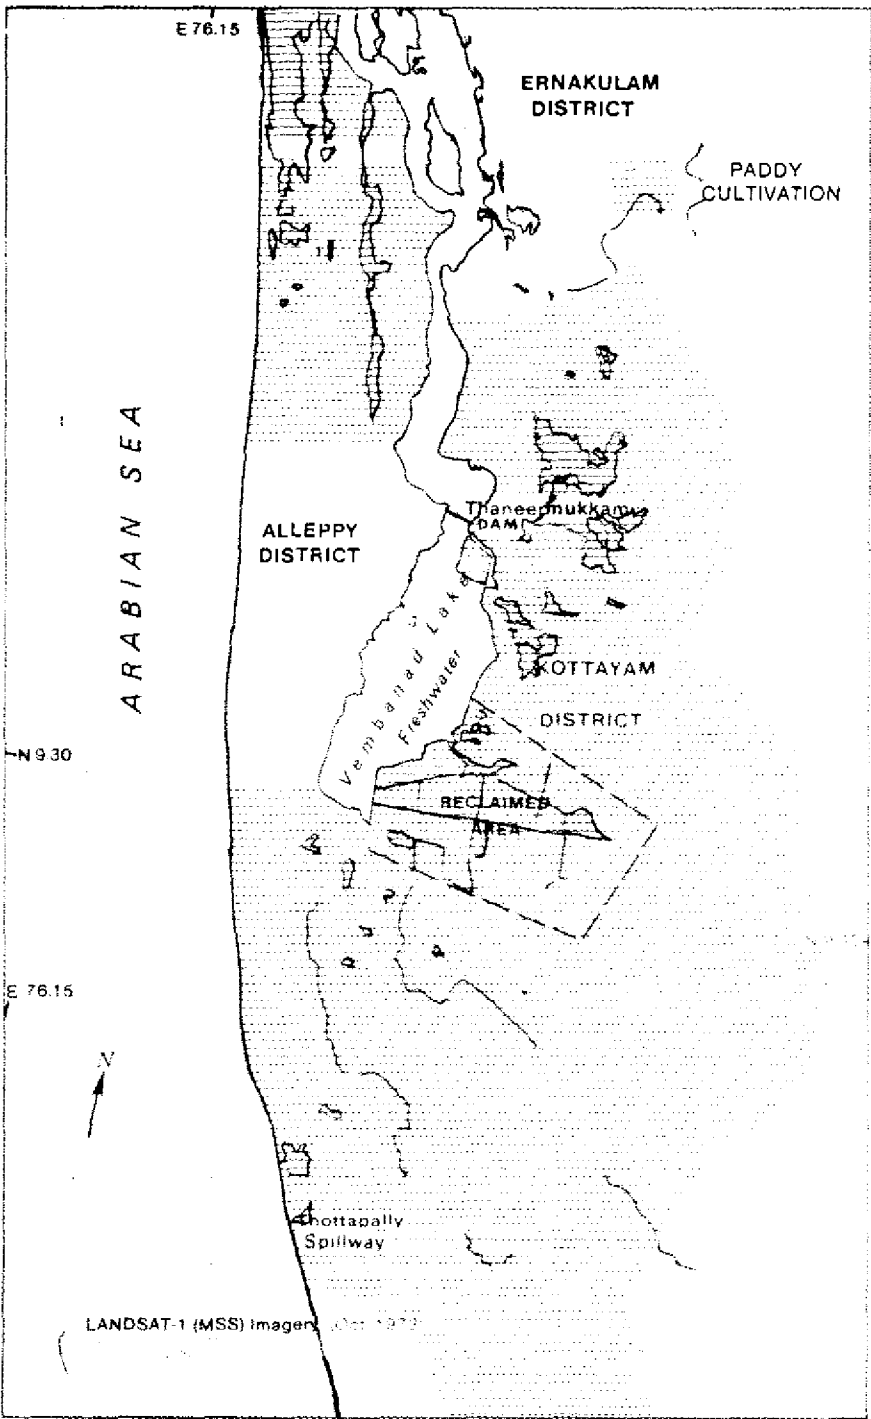 E 76.15
ERNAKULAM
DISTRICT
PADDY
CULTIVATION
ARABIAN SEA
ALLEPPY
DISTRICT
Thaneermukkam
DAM
Vembanad Lake
Freshwater
KOTTAYAM
DISTRICT
N 9.30
RECLAIMED
AREA
E 76.15
N
Thottapally
Spillway
LANDSAT-1 (MSS) Imagery Oct